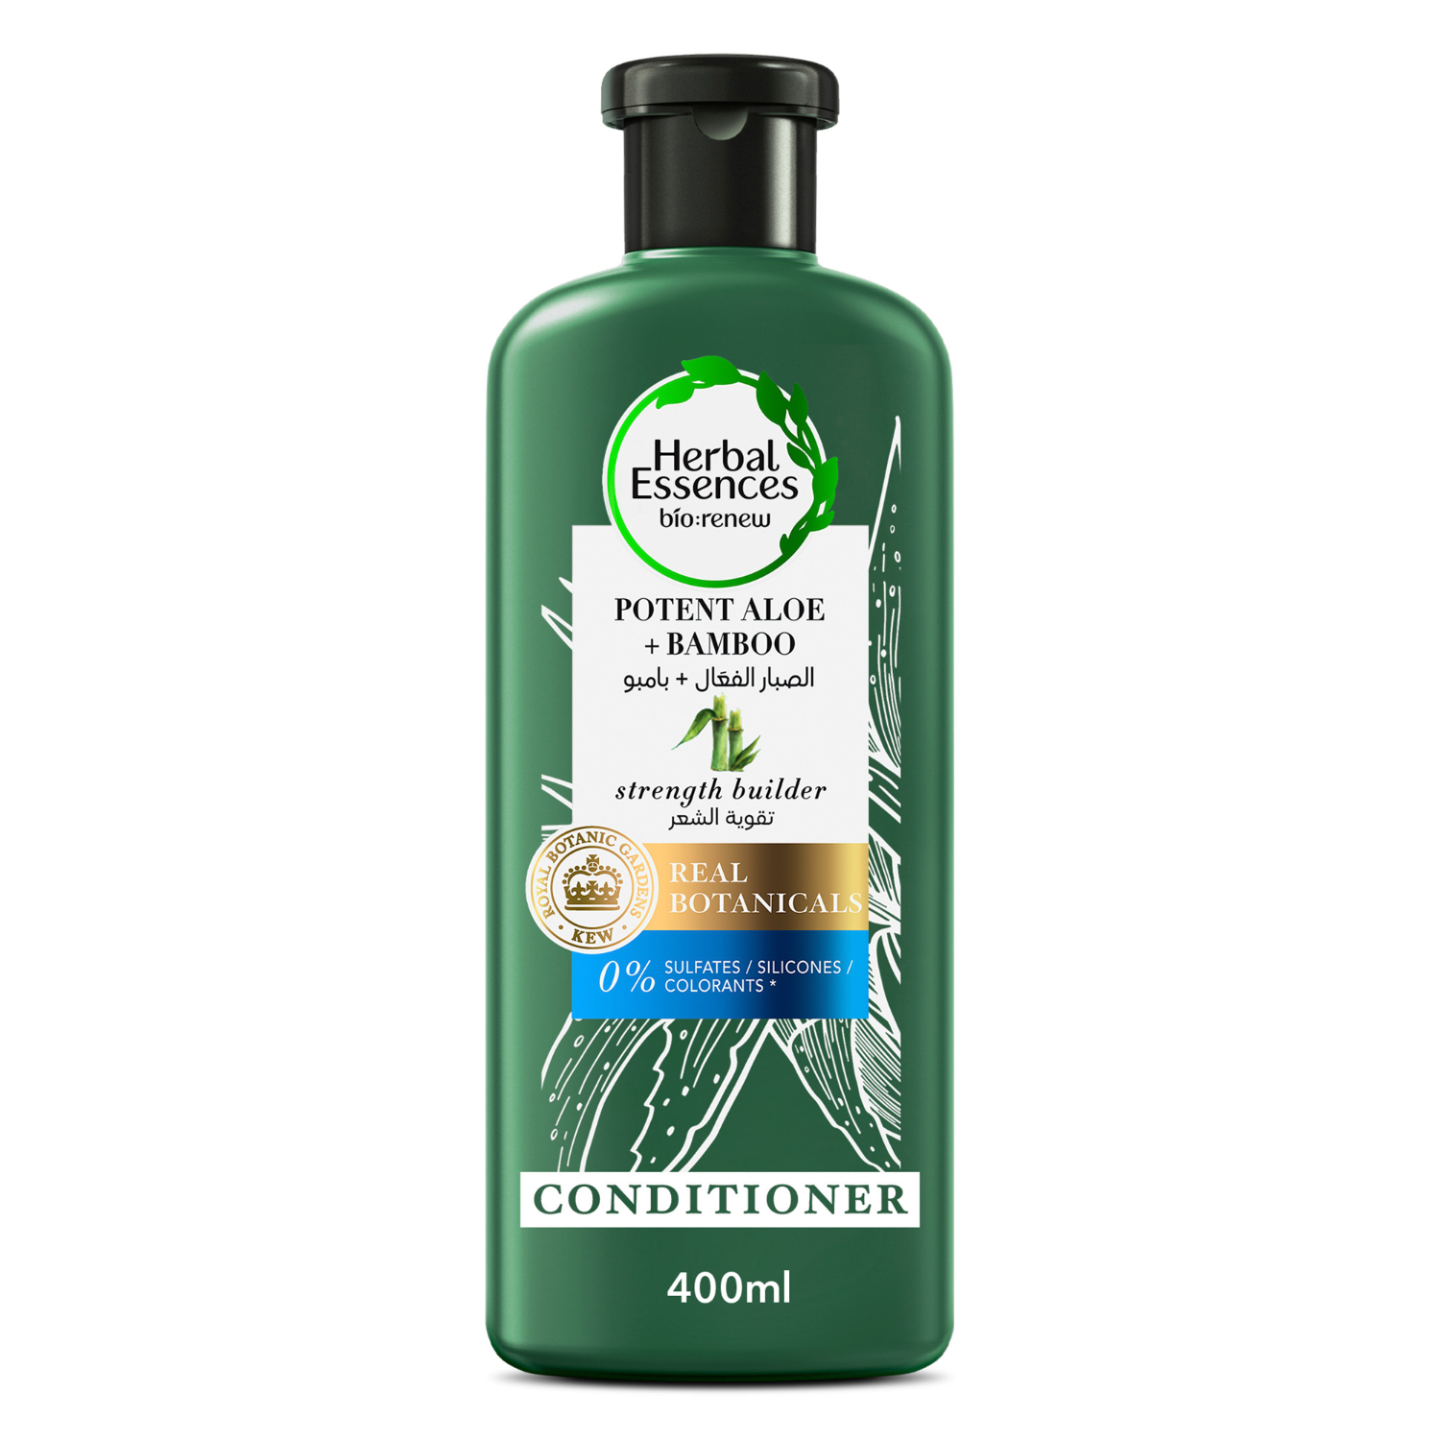 Herbal
Essences
bío:renew
POTENT ALOE
+ BAMBOO
الصبار الفعّال + بامبو
strength builder
تقوية الشعر
ROYAL BOTANIC GARDENS
• KEW •
REAL
BOTANICALS
0% SULFATES / SILICONES /
COLORANTS *
CONDITIONER
400ml